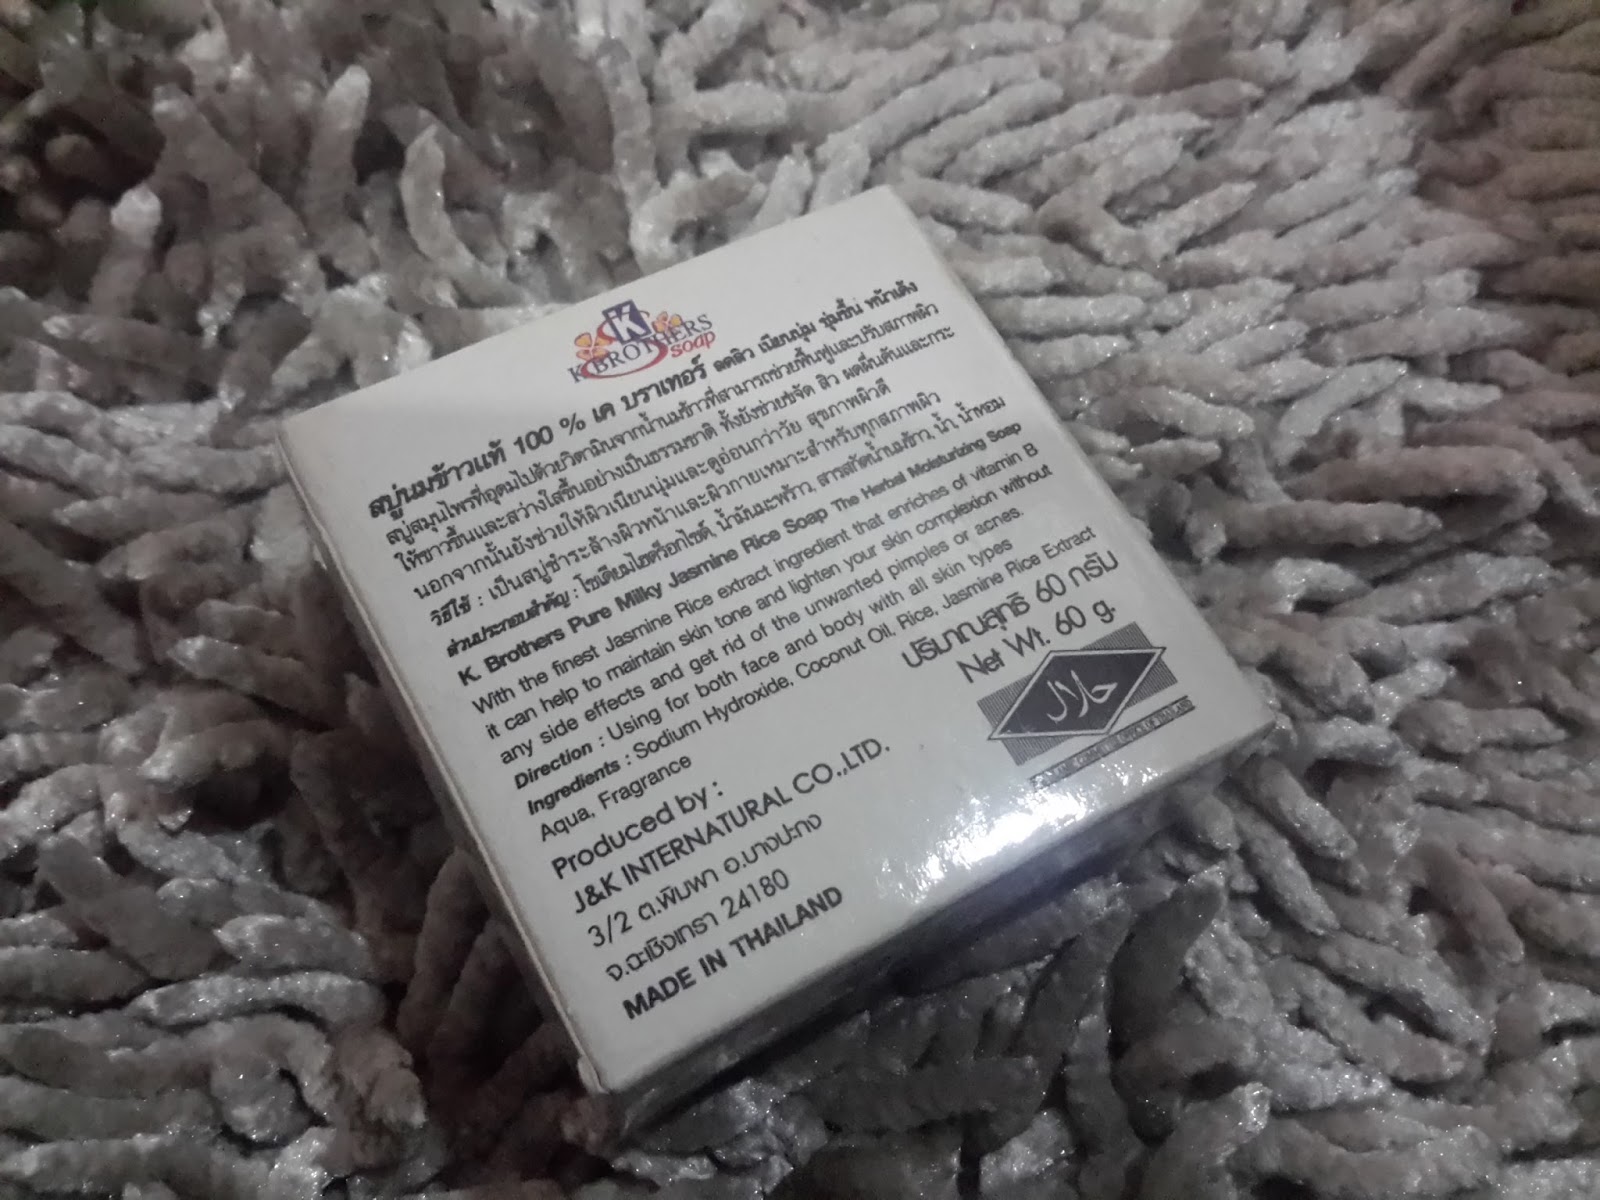 K
K BROTHERS
soap
สบู่นมข้าวแท้ 100 % เค บราเทอร์ ลดสิว เนียนนุ่ม ชุ่มชื้น หน้าเด้ง
สบู่สมุนไพรที่อุดมไปด้วยวิตามินจากน้ำนมข้าวที่สามารถช่วยฟื้นฟูและปรับสภาพผิว
ให้ขาวขึ้นและสว่างใสขึ้นอย่างเป็นธรรมชาติ ทั้งยังช่วยขจัด สิว ผดผื่นคันและกระ
นอกจากนั้นยังช่วยให้ผิวเนียนนุ่มและดูอ่อนกว่าวัย สุขภาพผิวดี
วิธีใช้ : เป็นสบู่ชำระล้างผิวหน้าและผิวกายเหมาะสำหรับทุกสภาพผิว
ส่วนประกอบสำคัญ : โซเดียมไฮดร็อกไซด์, น้ำมันมะพร้าว, สารสกัดน้ำนมข้าว, น้ำ, น้ำหอม
K. Brothers Pure Milky Jasmine Rice Soap The Herbal Moisturizing Soap
With the finest Jasmine Rice extract ingredient that enriches of vitamin B
it can help to maintain skin tone and lighten your skin complexion without
any side effects and get rid of the unwanted pimples or acnes.
Direction : Using for both face and body with all skin types
Ingredients : Sodium Hydroxide, Coconut Oil, Rice, Jasmine Rice Extract
Aqua, Fragrance
ปริมาณสุทธิ 60 กรัม
Net Wt. 60 g.
حلال
Produced by :
J&K INTERNATURAL CO.,LTD.
3/2 ต.พิมพา อ.บางปะกง
จ.ฉะเชิงเทรา 24180
MADE IN THAILAND